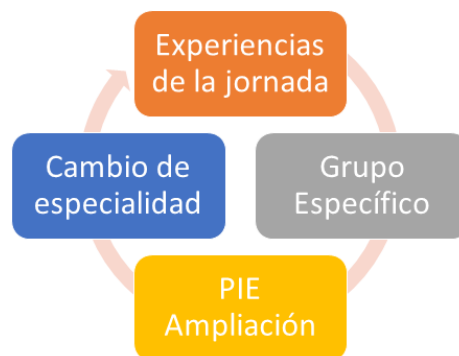 Experiencias
de la jornada
Grupo
Específico
PIE
Ampliación
Cambio de
especialidad